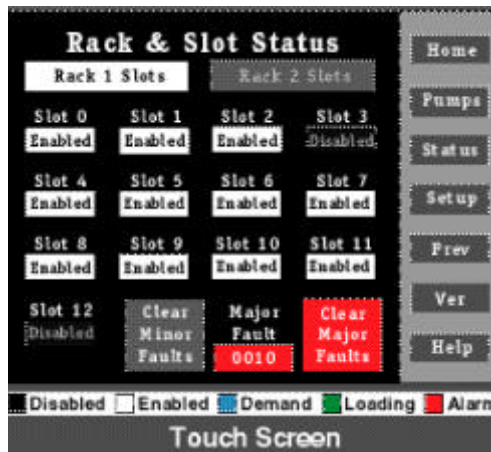 Rack & Slot Status
Rack 1 Slots Rack 2 Slots
Slot 0 Slot 1 Slot 2 Slot 3
Enabled Enabled Enabled Disabled
Slot 4 Slot 5 Slot 6 Slot 7
Enabled Enabled Enabled Enabled
Slot 8 Slot 9 Slot 10 Slot 11
Enabled Enabled Enabled Enabled
Slot 12
Disabled
Clear
Minor
Faults
Major
Fault
0010
Clear
Major
Faults
Home
Pumps
Status
Setup
Prev
Ver
Help
Disabled Enabled Demand Loading Alarm
Touch Screen